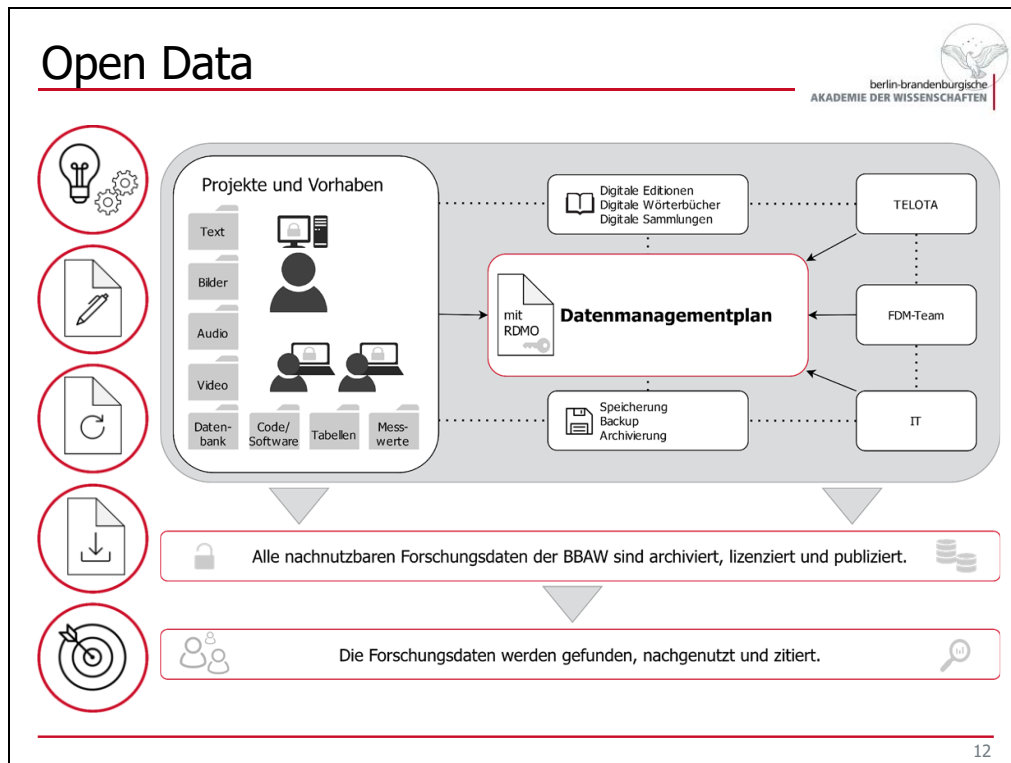 Open Data
berlin-brandenburgische
AKADEMIE DER WISSENSCHAFTEN
Projekte und Vorhaben
Text
Bilder
Audio
Video
Daten-
bank
Code/
Software
Tabellen
Mess-
werte
Digitale Editionen
Digitale Wörterbücher
Digitale Sammlungen
mit
RDMO
Datenmanagementplan
Speicherung
Backup
Archivierung
TELOTA
FDM-Team
IT
Alle nachnutzbaren Forschungsdaten der BBAW sind archiviert, lizenziert und publiziert.
Die Forschungsdaten werden gefunden, nachgenutzt und zitiert.
12